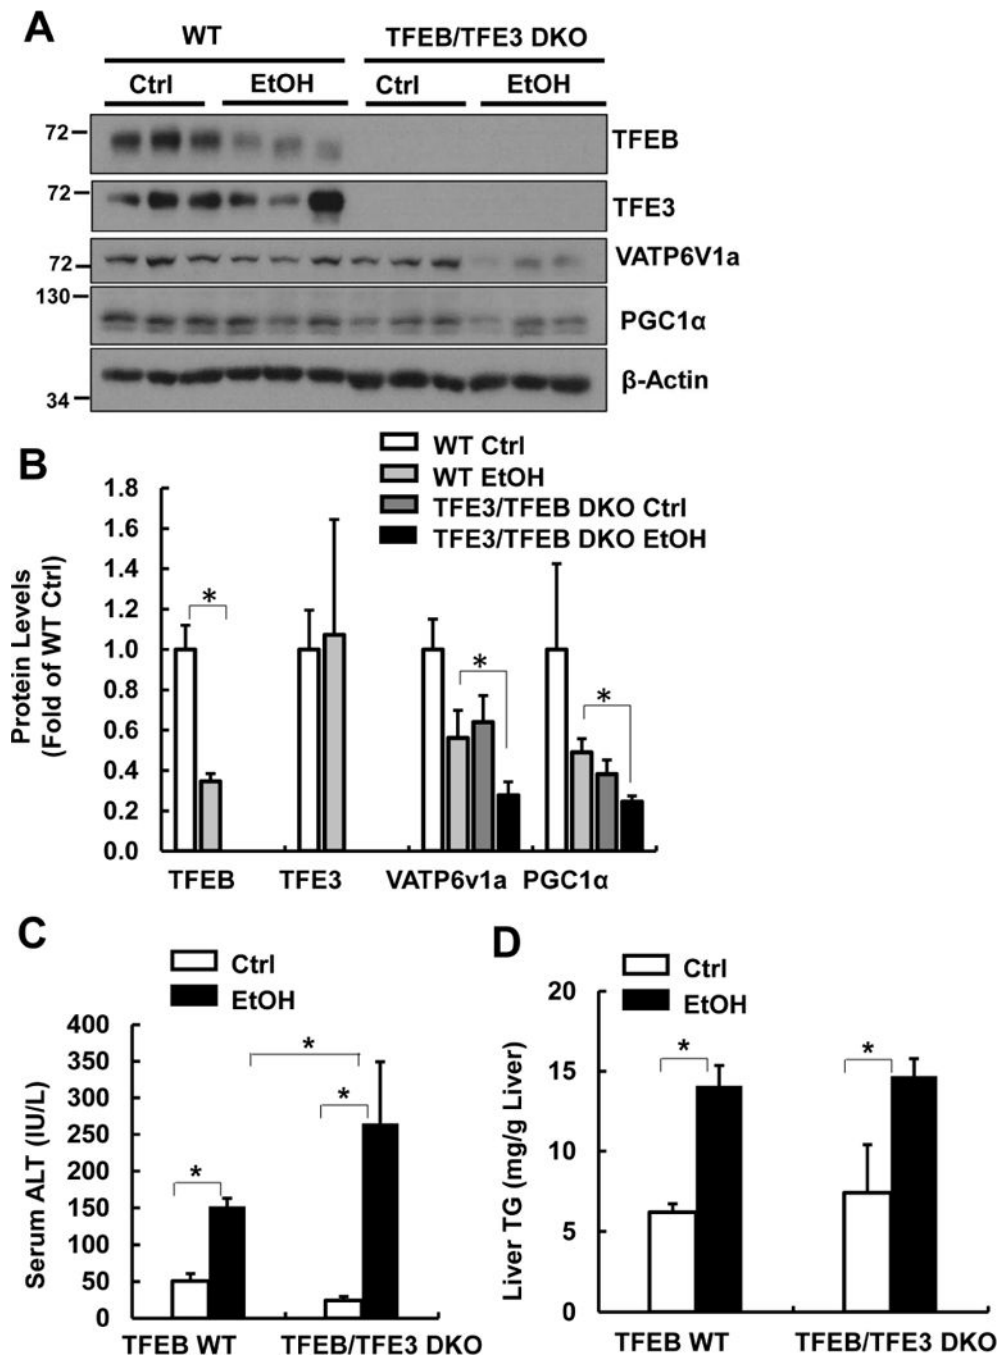 A
WT TFEB/TFE3 DKO
Ctrl EtOH Ctrl EtOH
72 TFEB
72 TFE3
72 VATP6V1a
130 PGC1α
34 β-Actin
B
WT Ctrl
WT EtOH
TFE3/TFEB DKO Ctrl
TFE3/TFEB DKO EtOH
Protein Levels
(Fold of WT Ctrl)
1.8
1.6
1.4
1.2
1.0
0.8
0.6
0.4
0.2
0.0
*
*
*
TFEB TFE3 VATP6v1a PGC1α
C
Ctrl
EtOH
Serum ALT (IU/L)
400
350
300
250
200
150
100
50
0
*
*
*
TFEB WT TFEB/TFE3 DKO
D
Ctrl
EtOH
Liver TG (mg/g Liver)
20
15
10
5
0
*
*
TFEB WT TFEB/TFE3 DKO